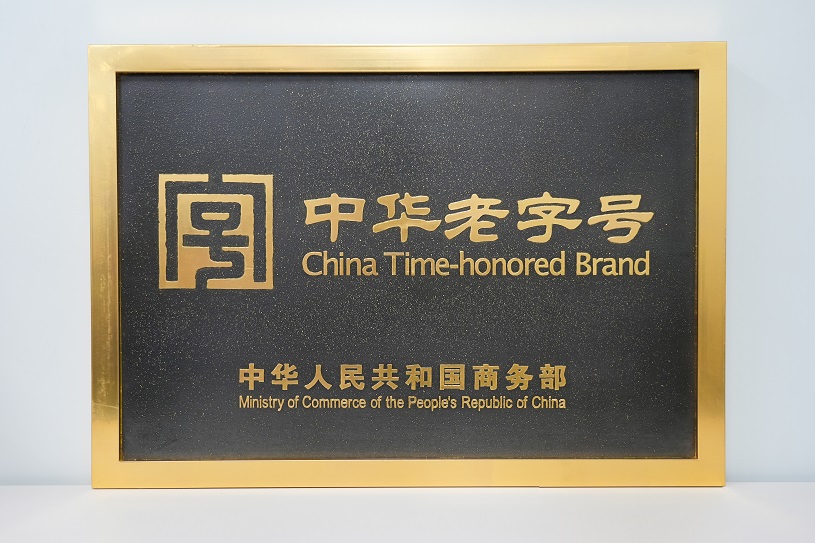 中华老字号
China Time-honored Brand
中华人民共和国商务部
Ministry of Commerce of the People's Republic of China